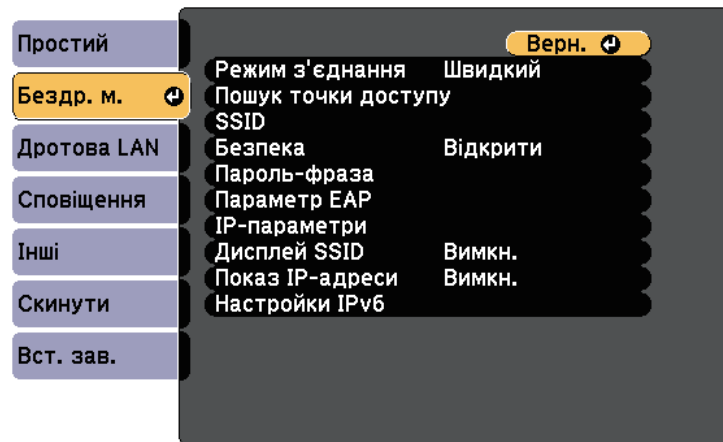 Простий
Бездр. м.
Дротова LAN
Сповіщення
Інші
Скинути
Вст. зав.
Верн.
Режим з'єднання Швидкий
Пошук точки доступу
SSID
Безпека Відкрити
Пароль-фраза
Параметр EAP
IP-параметри
Дисплей SSID Вимкн.
Показ IP-адреси Вимкн.
Настройки IPv6